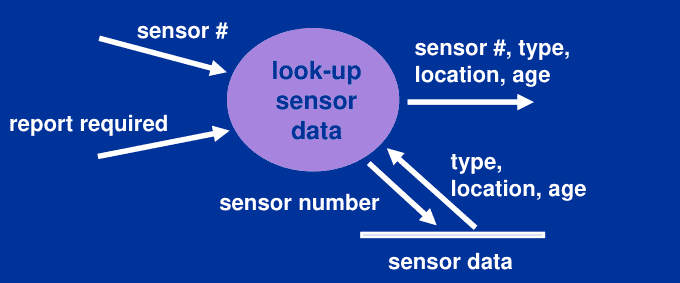 sensor #
look-up
sensor
data
sensor #, type,
location, age
report required
type,
location, age
sensor number
sensor data